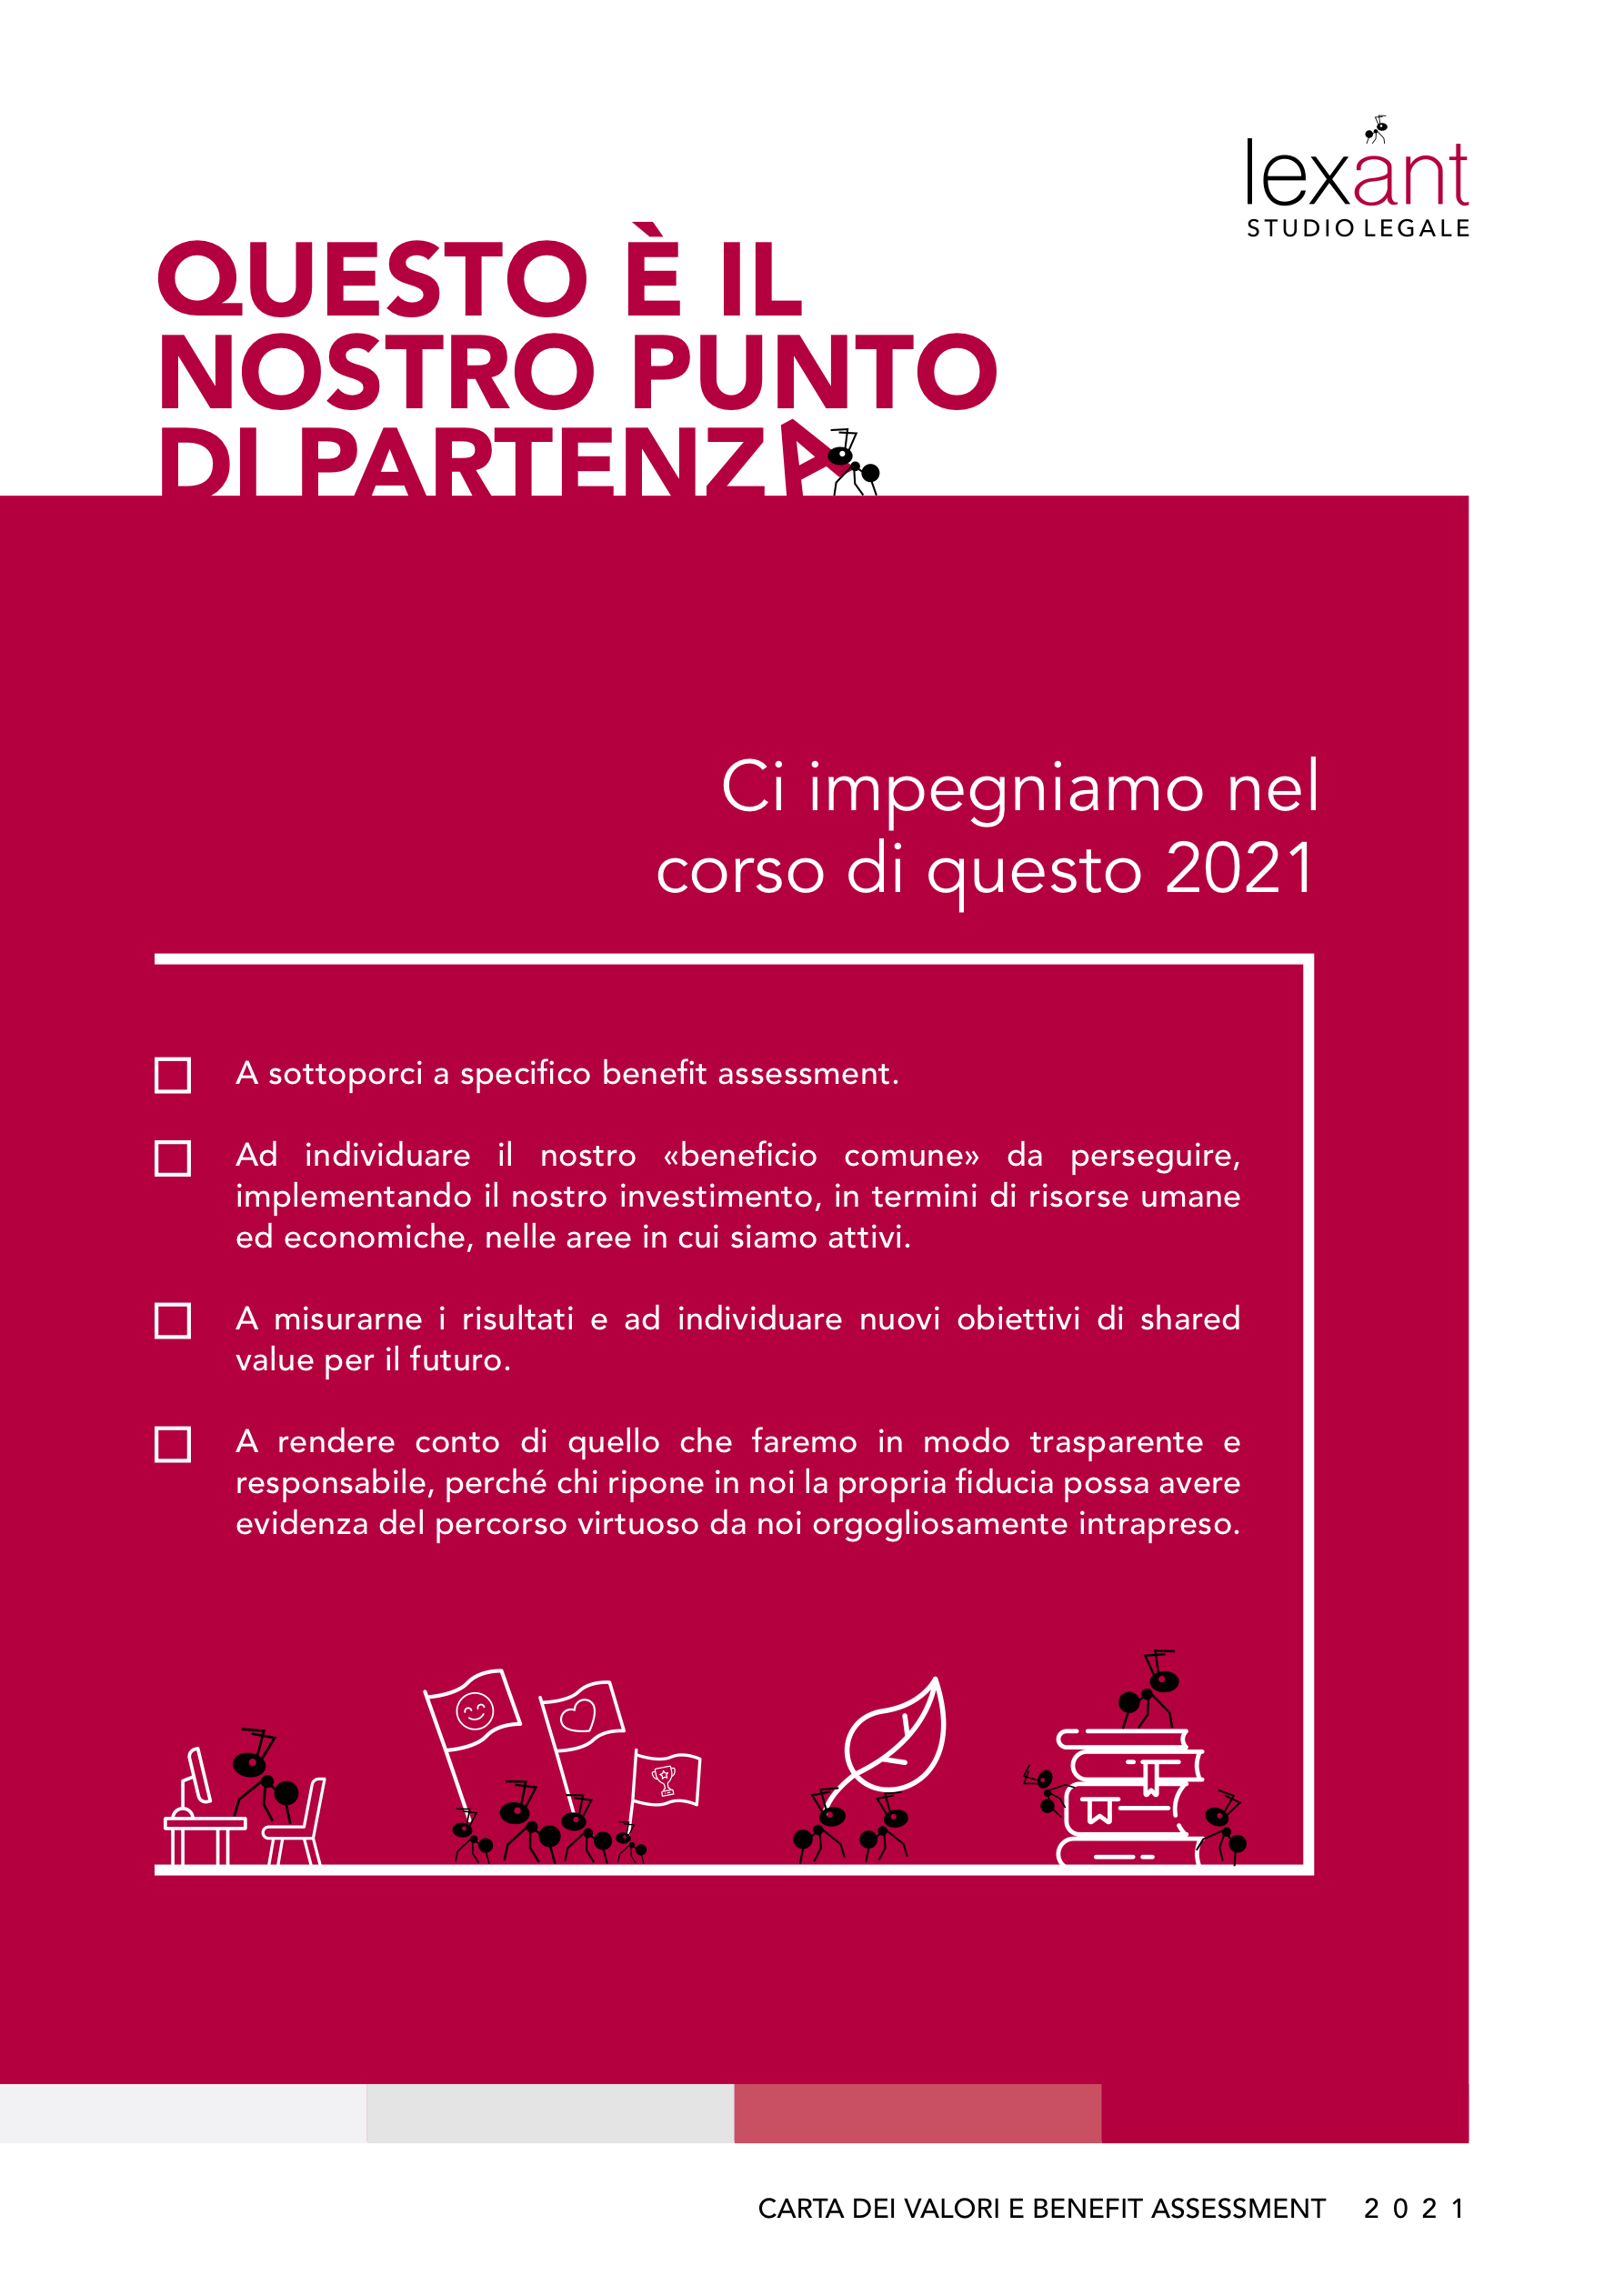 lexant
STUDIO LEGALE
QUESTO È IL
NOSTRO PUNTO
DI PARTENZA
Ci impegniamo nel
corso di questo 2021
A sottoporci a specifico benefit assessment.
Ad individuare il nostro «beneficio comune» da perseguire,
implementando il nostro investimento, in termini di risorse umane
ed economiche, nelle aree in cui siamo attivi.
A misurarne i risultati e ad individuare nuovi obiettivi di shared
value per il futuro.
A rendere conto di quello che faremo in modo trasparente e
responsabile, perché chi ripone in noi la propria fiducia possa avere
evidenza del percorso virtuoso da noi orgogliosamente intrapreso.
CARTA DEI VALORI E BENEFIT ASSESSMENT 2021